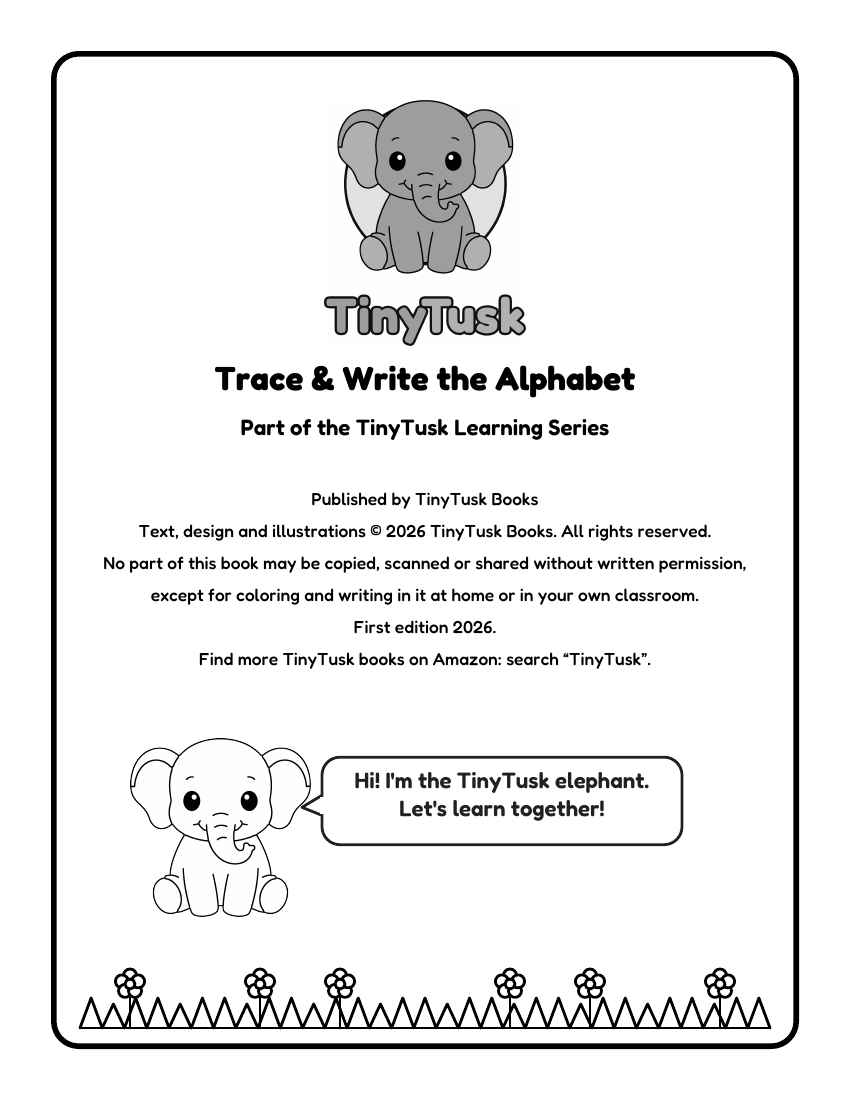 TinyTusk
Trace & Write the Alphabet
Part of the TinyTusk Learning Series
Published by TinyTusk Books
Text, design and illustrations © 2026 TinyTusk Books. All rights reserved.
No part of this book may be copied, scanned or shared without written permission,
except for coloring and writing in it at home or in your own classroom.
First edition 2026.
Find more TinyTusk books on Amazon: search “TinyTusk”.
Hi! I'm the TinyTusk elephant.
Let's learn together!